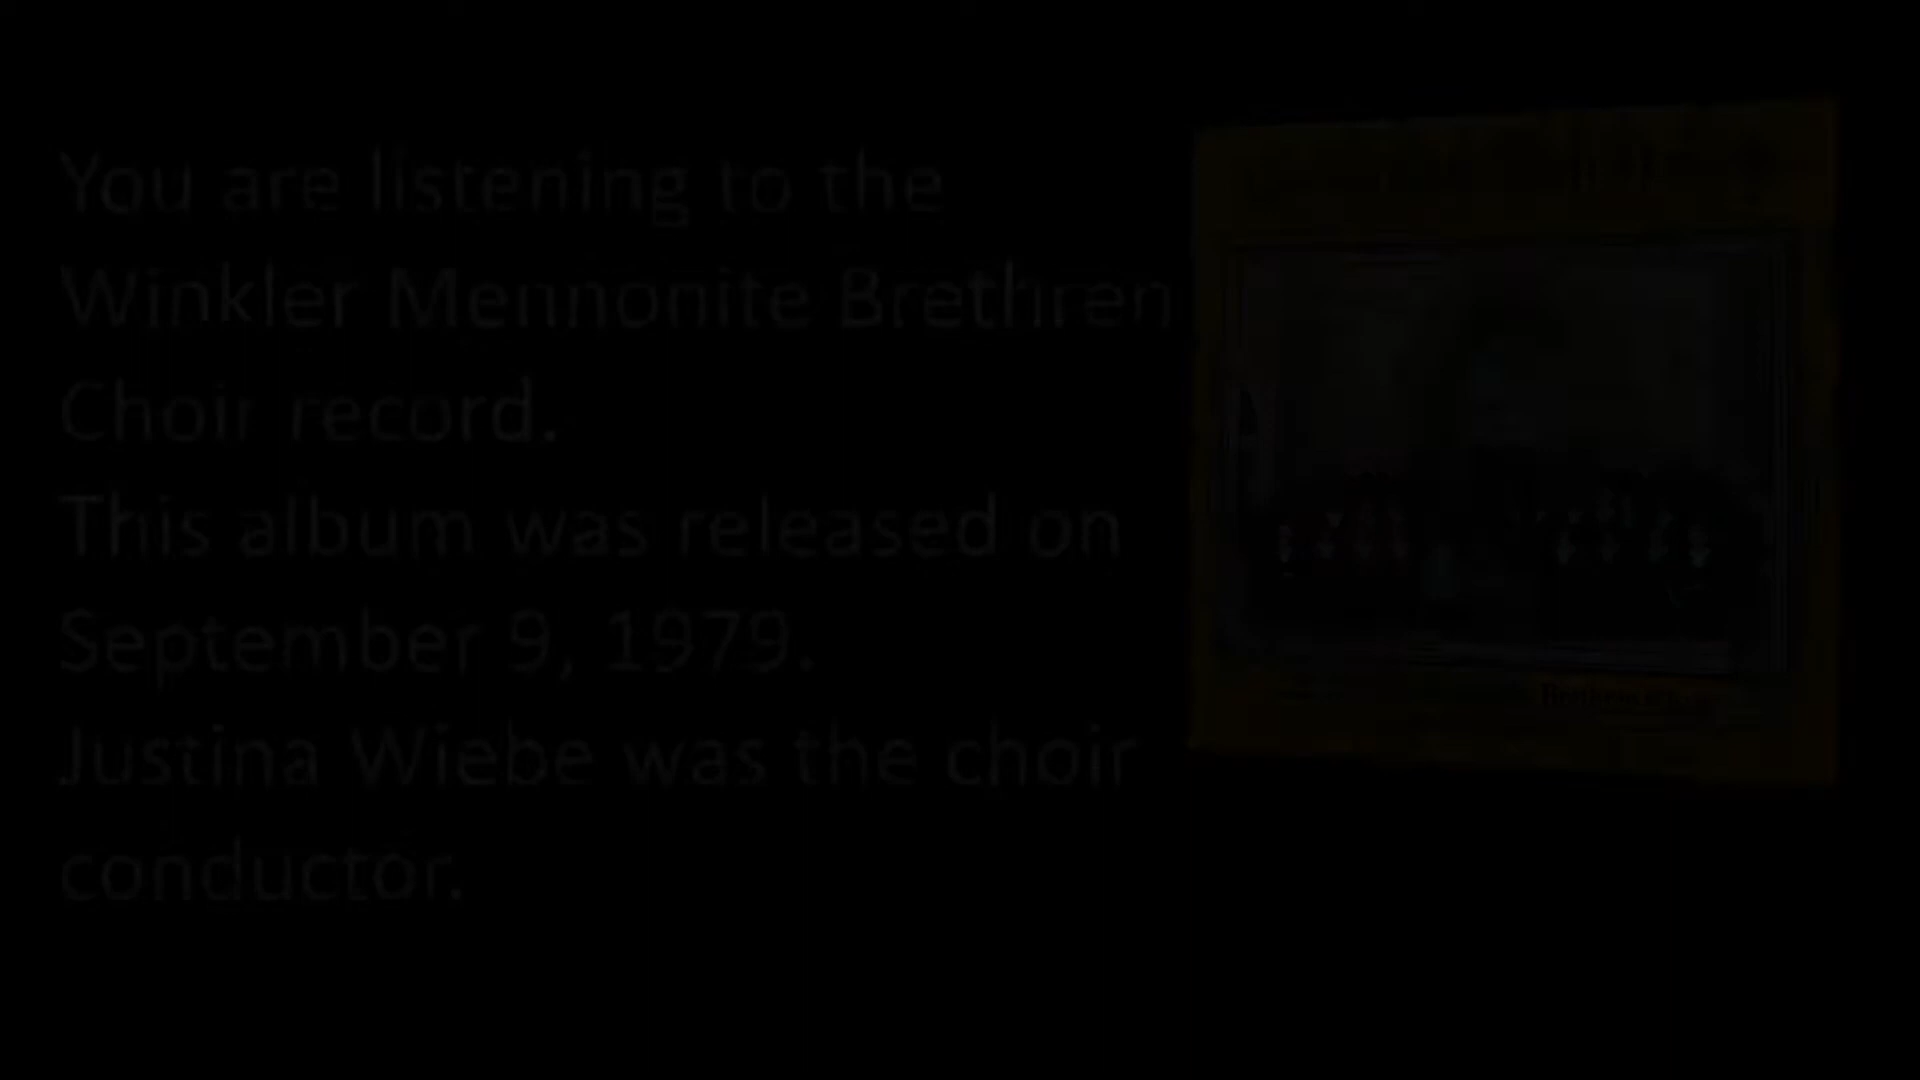 You are listening to the
Winkler Mennonite Brethren
Choir record.
This album was released on
September 9, 1979.
Justina Wiebe was the choir
conductor.